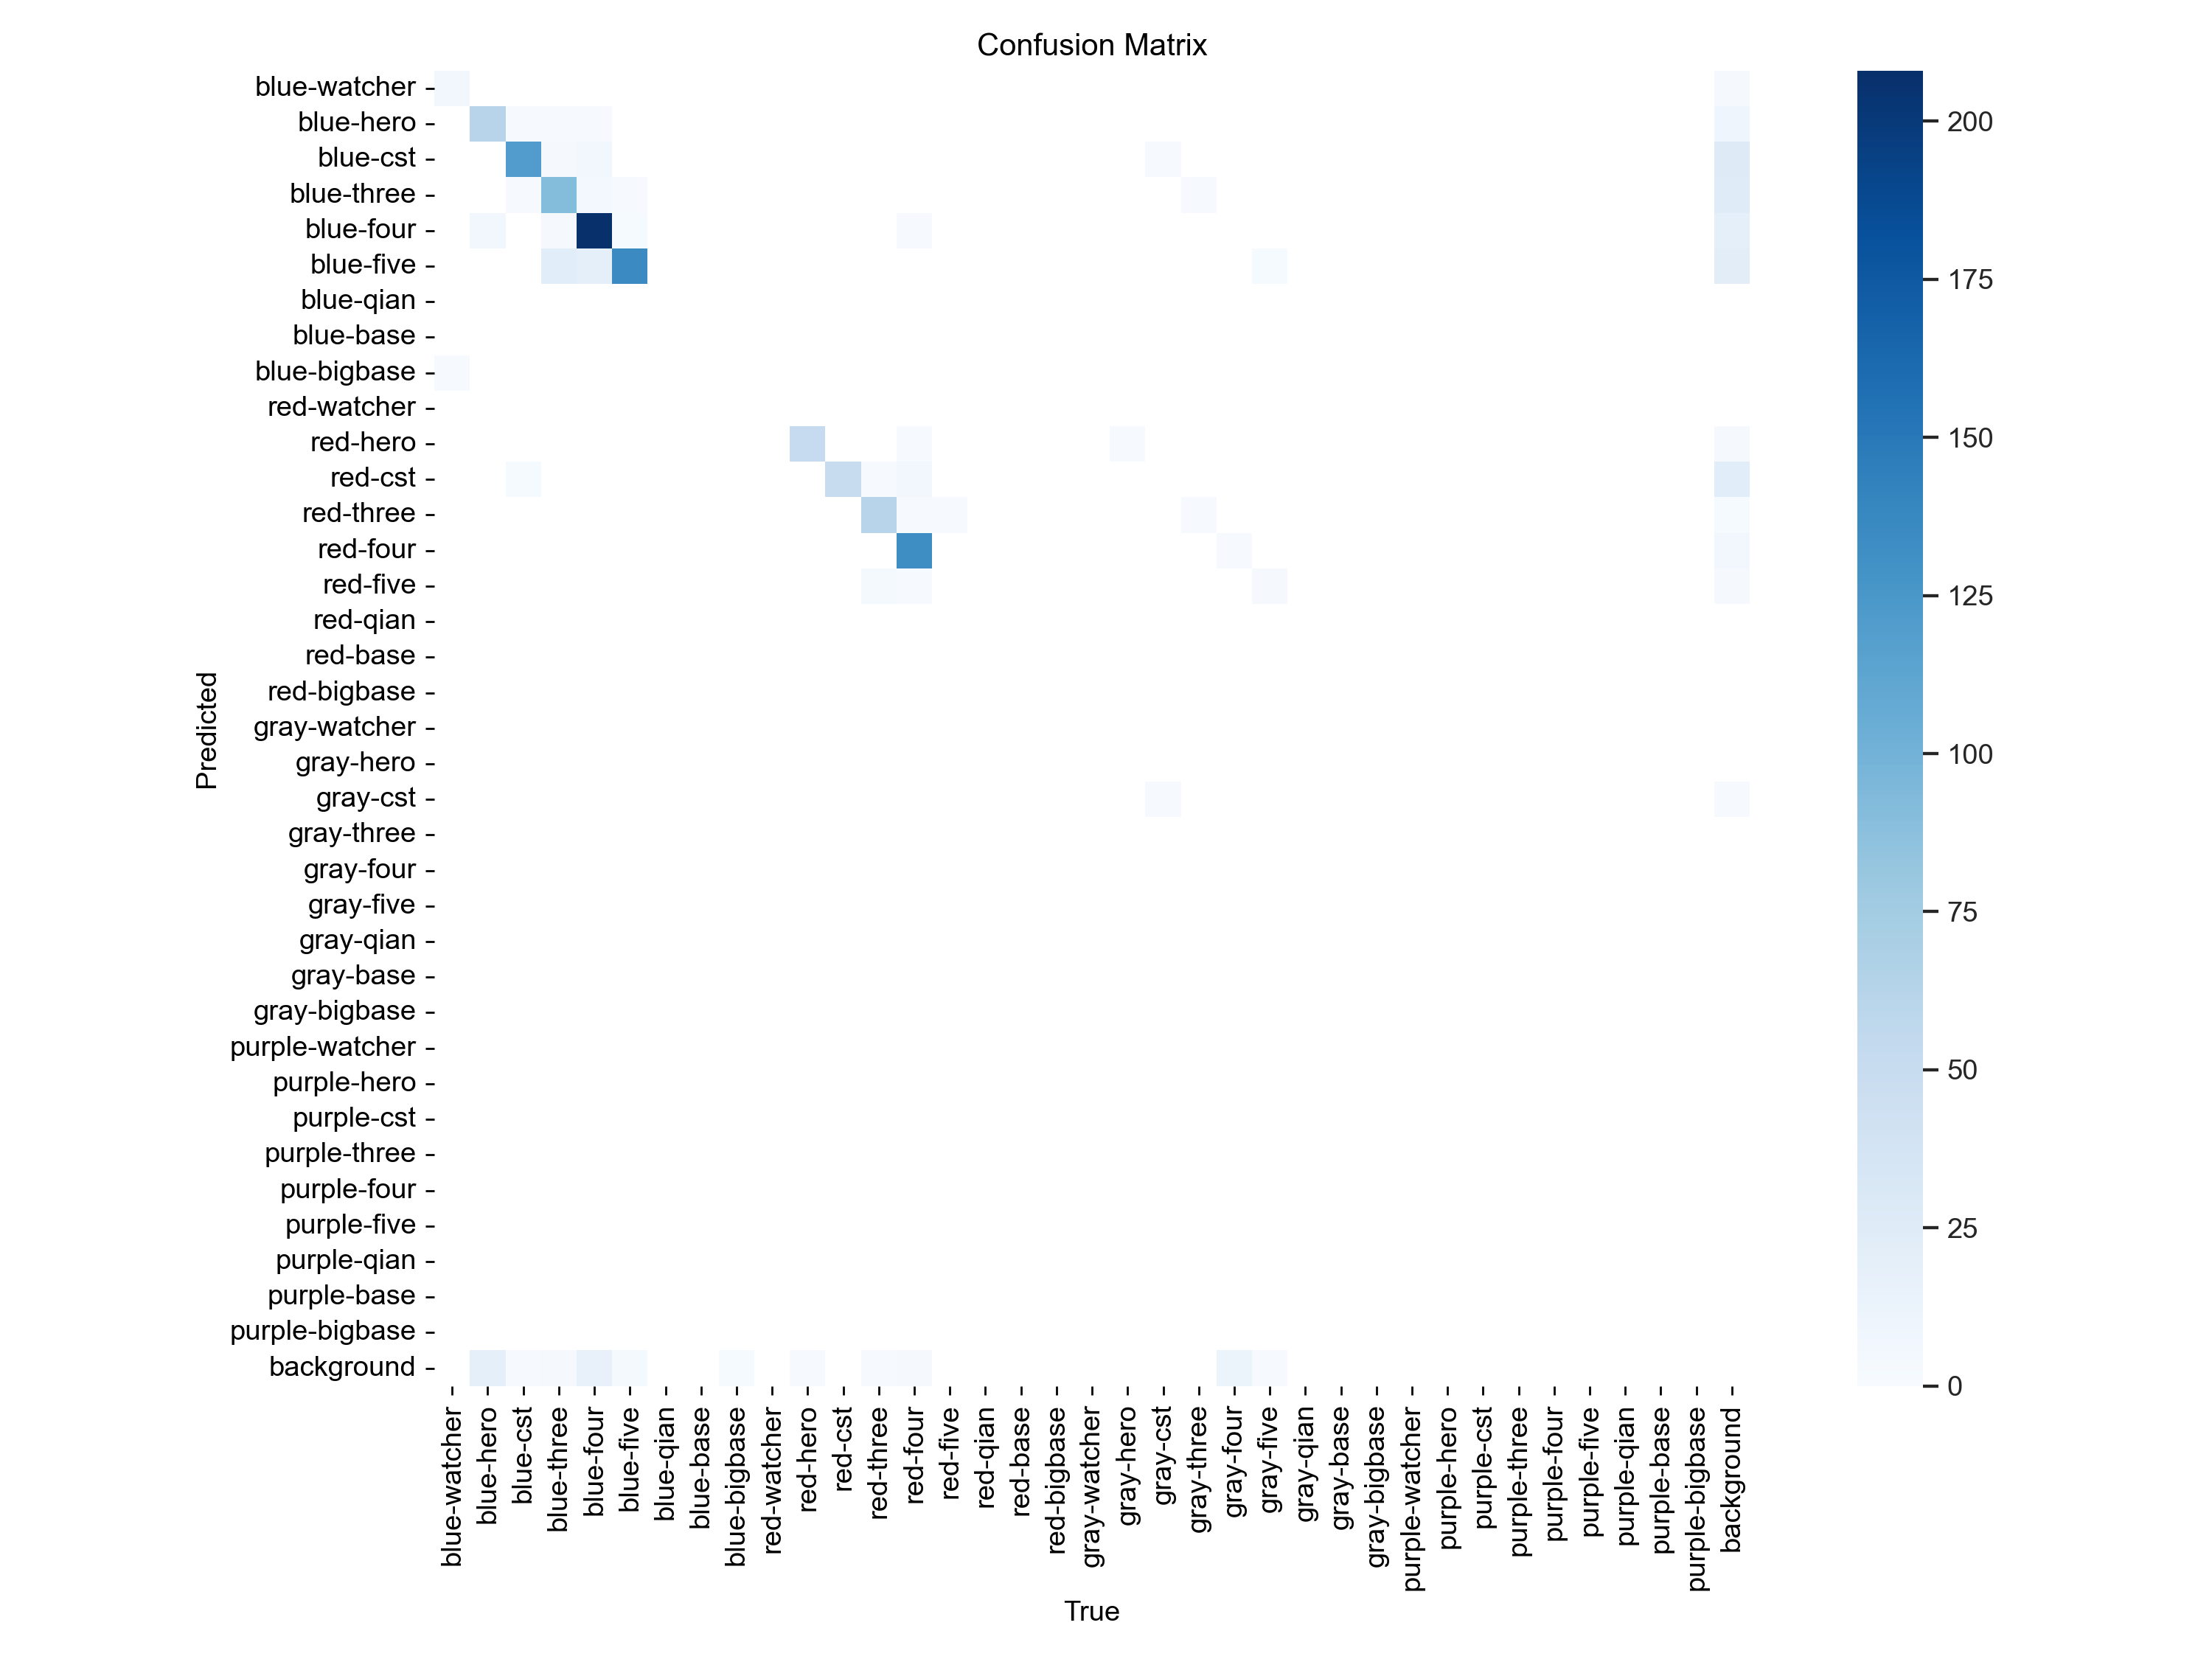 Confusion Matrix
Predicted
blue-watcher
blue-hero
blue-cst
blue-three
blue-four
blue-five
blue-qian
blue-base
blue-bigbase
red-watcher
red-hero
red-cst
red-three
red-four
red-five
red-qian
red-base
red-bigbase
gray-watcher
gray-hero
gray-cst
gray-three
gray-four
gray-five
gray-qian
gray-base
gray-bigbase
purple-watcher
purple-hero
purple-cst
purple-three
purple-four
purple-five
purple-qian
purple-base
purple-bigbase
background
blue-watcher
blue-hero
blue-cst
blue-three
blue-four
blue-five
blue-qian
blue-base
blue-bigbase
red-watcher
red-hero
red-cst
red-three
red-four
red-five
red-qian
red-base
red-bigbase
gray-watcher
gray-hero
gray-cst
gray-three
gray-four
gray-five
gray-qian
gray-base
gray-bigbase
purple-watcher
purple-hero
purple-cst
purple-three
purple-four
purple-five
purple-qian
purple-base
purple-bigbase
background
True
200
175
150
125
100
75
50
25
0